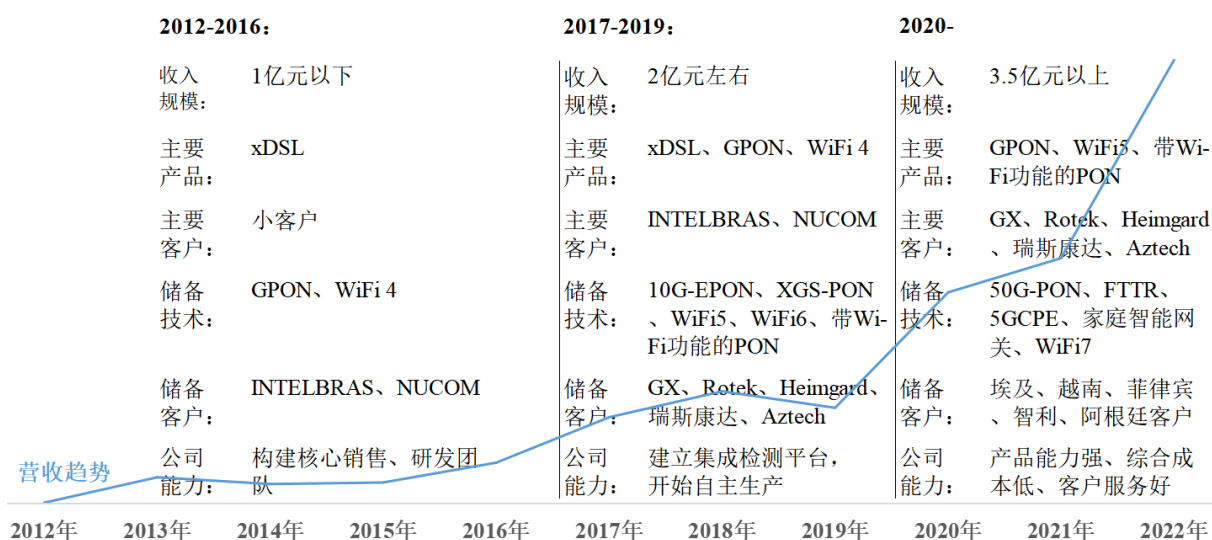 2012-2016：
收入
规模：
1亿元以下
主要
产品：
xDSL
主要
客户：
小客户
储备
技术：
GPON、WiFi 4
储备
客户：
INTELBRAS、NUCOM
公司
能力：
构建核心销售、研发团
队
2017-2019：
收入
规模：
2亿元左右
主要
产品：
xDSL、GPON、WiFi 4
主要
客户：
INTELBRAS、NUCOM
储备
技术：
10G-EPON、XGS-PON
、WiFi5、WiFi6、带Wi-
Fi功能的PON
储备
客户：
GX、Rotek、Heimgard、
瑞斯康达、Aztech
公司
能力：
建立集成检测平台，
开始自主生产
2020-
收入
规模：
3.5亿元以上
主要
产品：
GPON、WiFi5、带Wi-
Fi功能的PON
主要
客户：
GX、Rotek、Heimgard
、瑞斯康达、Aztech
储备
技术：
50G-PON、FTTR、
5GCPE、家庭智能网
关、WiFi7
储备
客户：
埃及、越南、菲律宾
、智利、阿根廷客户
公司
能力：
产品能力强、综合成
本低、客户服务好
营收趋势
2012年 2013年 2014年 2015年 2016年 2017年 2018年 2019年 2020年 2021年 2022年